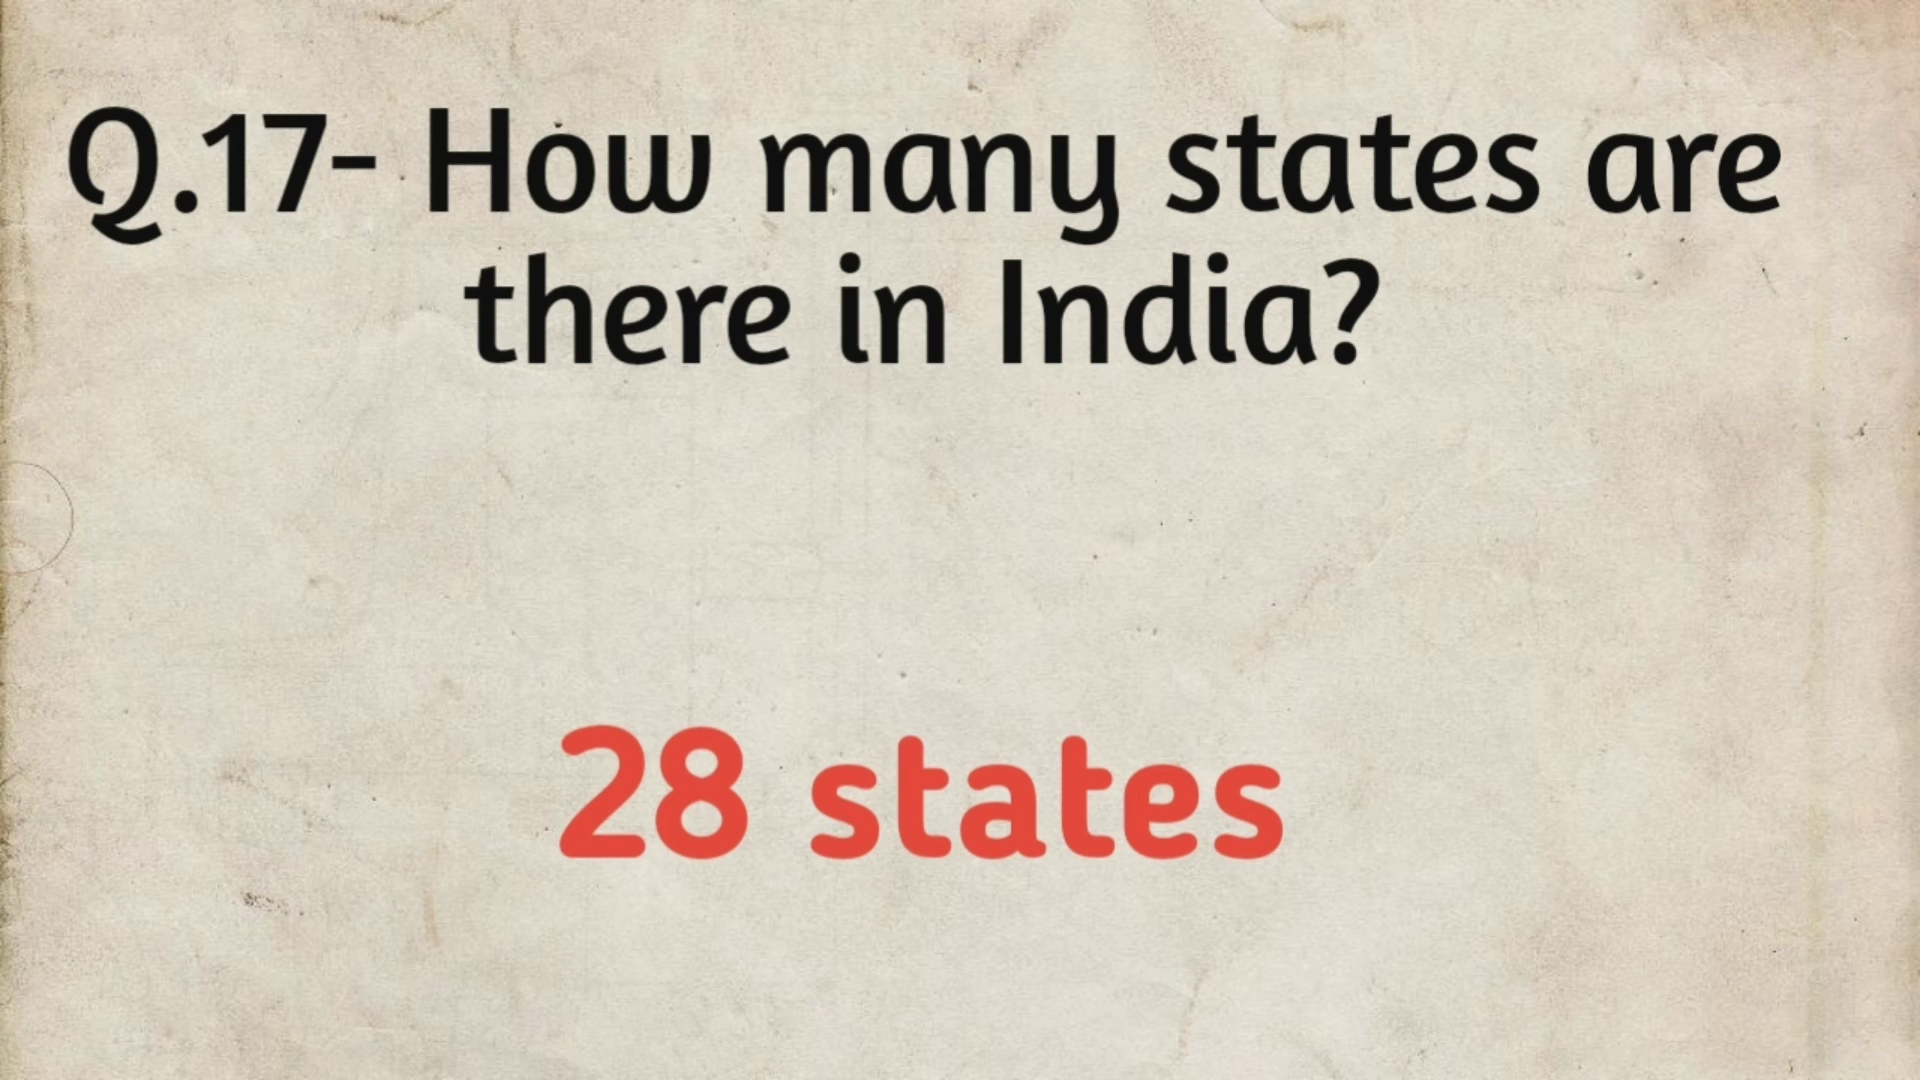 Q.17- How many states are
there in India?
28 states